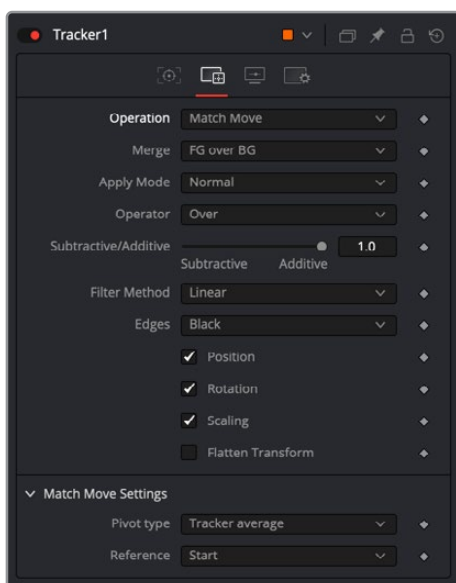 Tracker1
Operation Match Move
Merge FG over BG
Apply Mode Normal
Operator Over
Subtractive/Additive 1.0
Subtractive Additive
Filter Method Linear
Edges Black
Position
Rotation
Scaling
Flatten Transform
Match Move Settings
Pivot type Tracker average
Reference Start